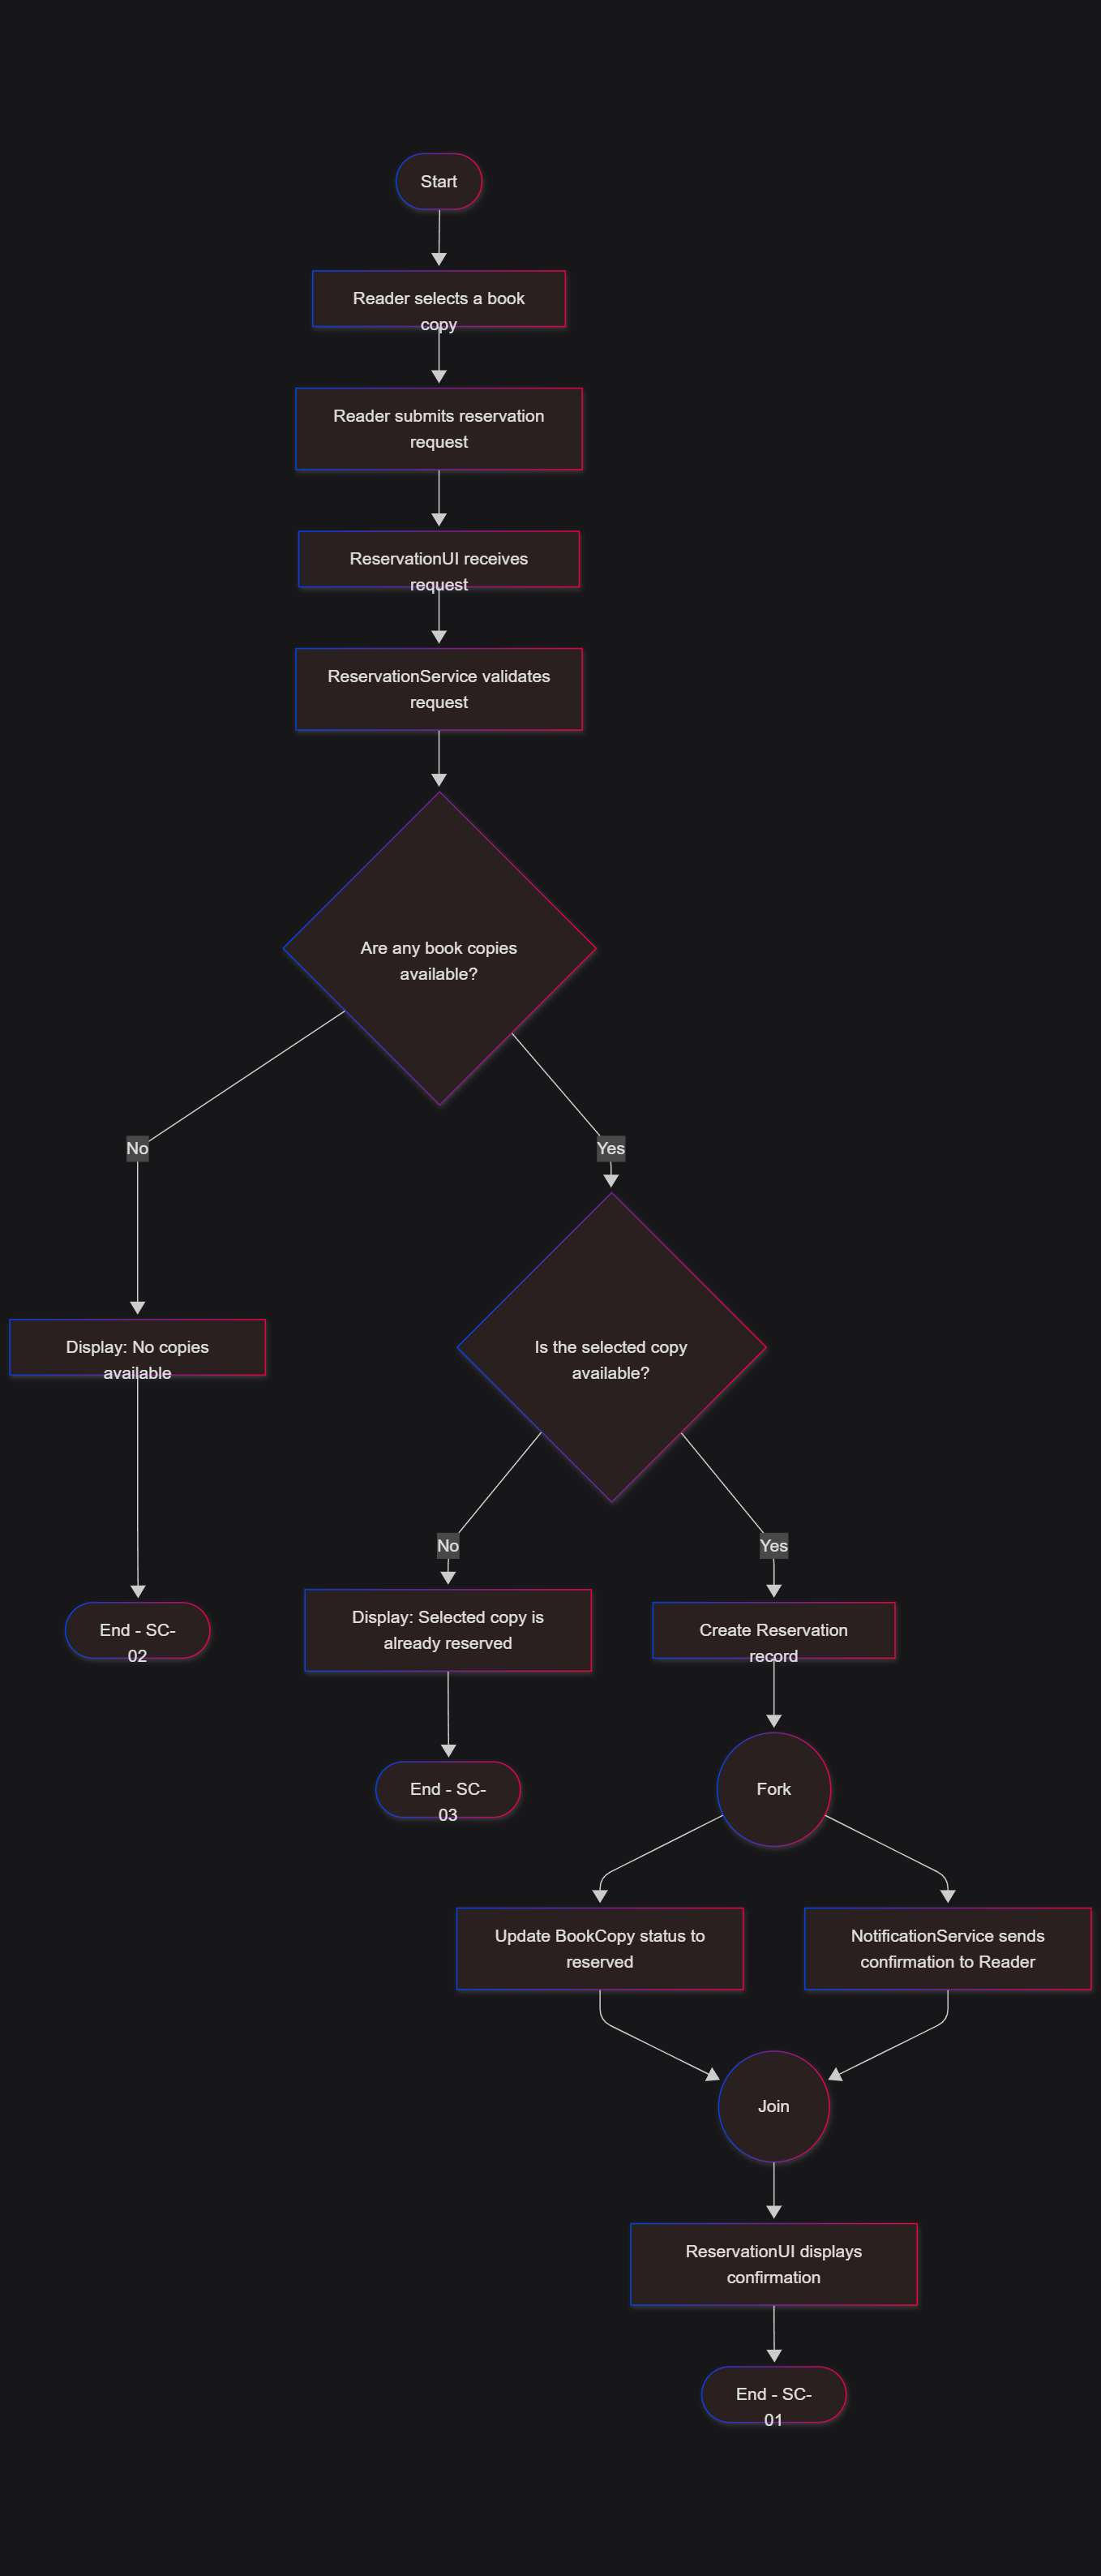 Start
Reader selects a book
copy
Reader submits reservation
request
ReservationUI receives
request
ReservationService validates
request
Are any book copies
available?
No
Yes
Display: No copies
available
Is the selected copy
available?
No
Yes
End - SC-
02
Display: Selected copy is
already reserved
Create Reservation
record
End - SC-
03
Fork
Update BookCopy status to
reserved
NotificationService sends
confirmation to Reader
Join
ReservationUI displays
confirmation
End - SC-
01